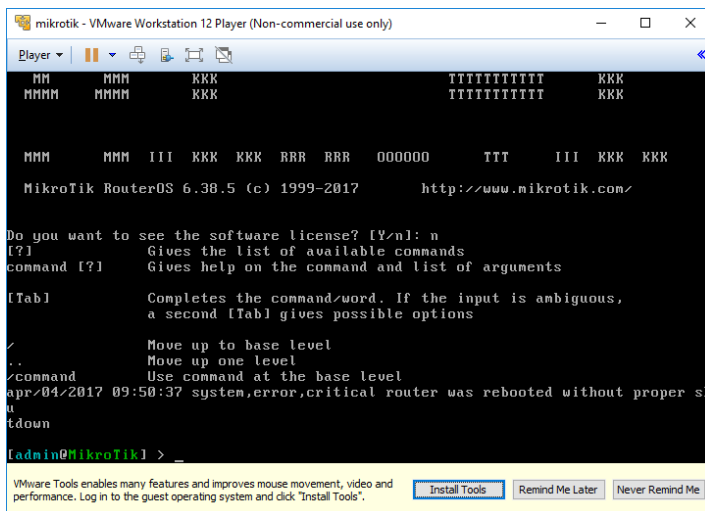 mikrotik - VMware Workstation 12 Player (Non-commercial use only)
Player
MM MMM KKK TTTTTTTTTTT KKK
MMMM MMMM KKK TTTTTTTTTTT KKK
MMM MMM III KKK KKK RRR RRR OOOOOO TTT III KKK KKK
MikroTik RouterOS 6.38.5 (c) 1999-2017 http://www.mikrotik.com/
Do you want to see the software license? [Y/n]: n
[?] Gives the list of available commands
command [?] Gives help on the command and list of arguments
[Tab] Completes the command/word. If the input is ambiguous,
a second [Tab] gives possible options
/ Move up to base level
.. Move up one level
/command Use command at the base level
apr/04/2017 09:50:37 system,error,critical router was rebooted without proper s
u
tdown
[admin@MikroTik] > _
VMware Tools enables many features and improves mouse movement, video and
performance. Log in to the guest operating system and click "Install Tools".
Install Tools
Remind Me Later
Never Remind Me